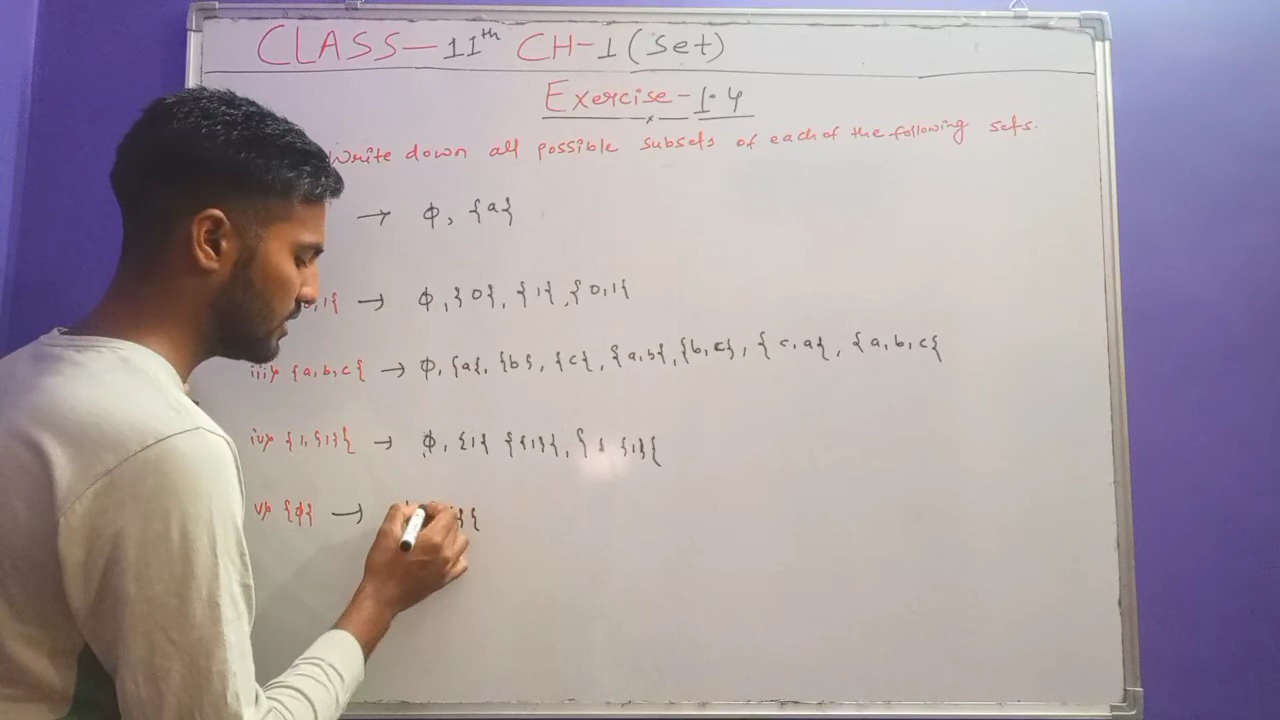 CLASS-11th CH-1 (Set)
Exercise-1.4
Write down all possible subsets of each of the following sets.
→ φ, {a}
0,1} → φ, {0}, {1}, {0,1}
iii) {a,b,c} → φ, {a}, {b}, {c}, {a,b}, {b,c}, {c,a}, {a,b,c}
iv) {1,{1}} → φ, {1} {{1}}, { {1}}
v) {φ} →